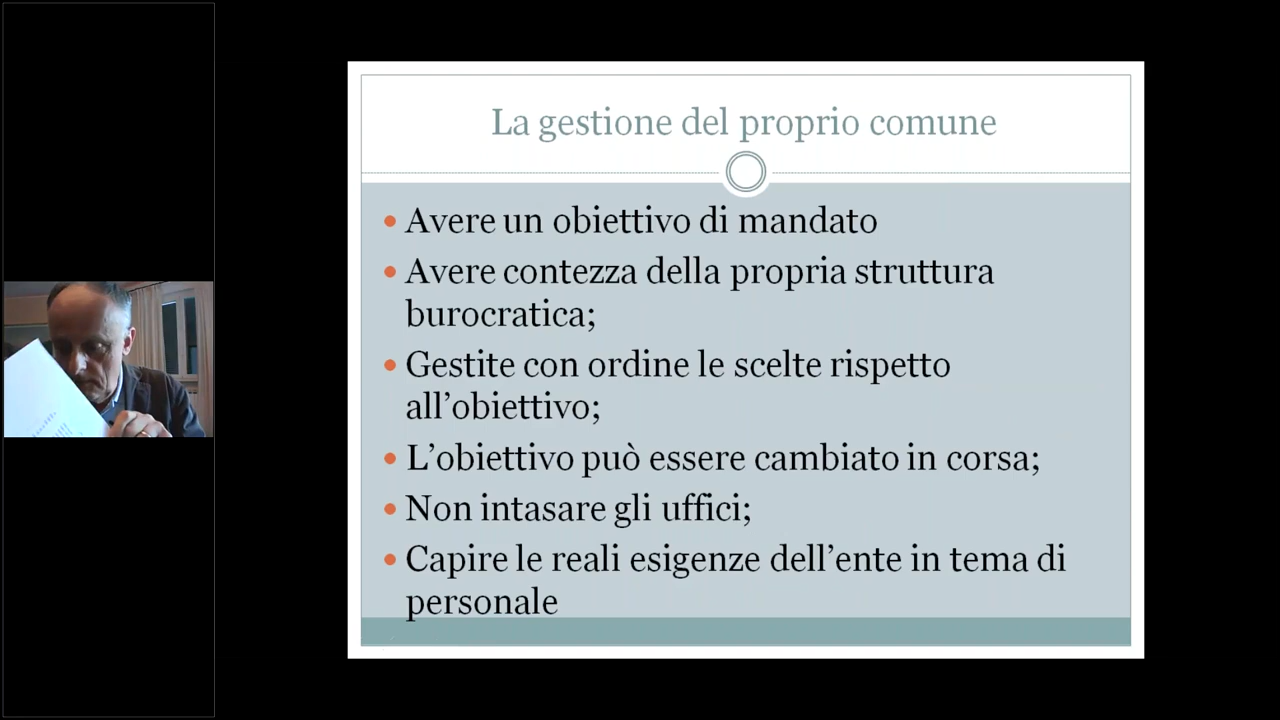 La gestione del proprio comune
• Avere un obiettivo di mandato
• Avere contezza della propria struttura
burocratica;
• Gestite con ordine le scelte rispetto
all’obiettivo;
• L’obiettivo può essere cambiato in corsa;
• Non intasare gli uffici;
• Capire le reali esigenze dell’ente in tema di
personale